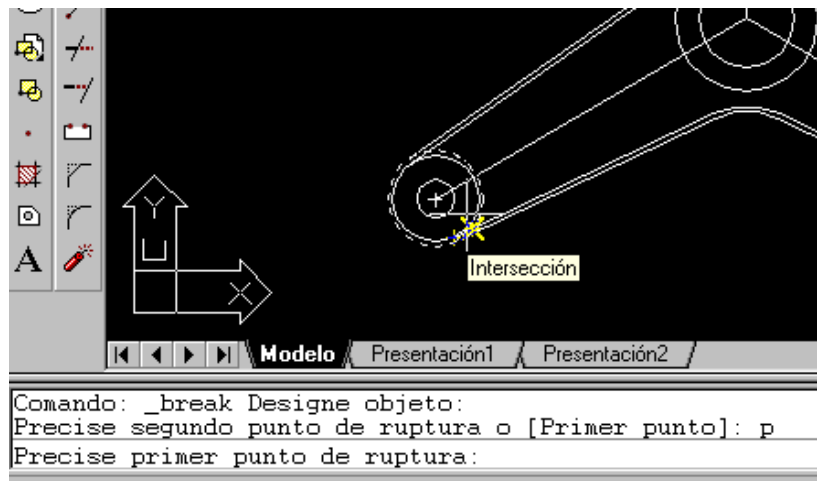 Y
X
A
Intersección
Modelo Presentación1 Presentación2
Comando: _break Designe objeto:
Precise segundo punto de ruptura o [Primer punto]: p
Precise primer punto de ruptura: